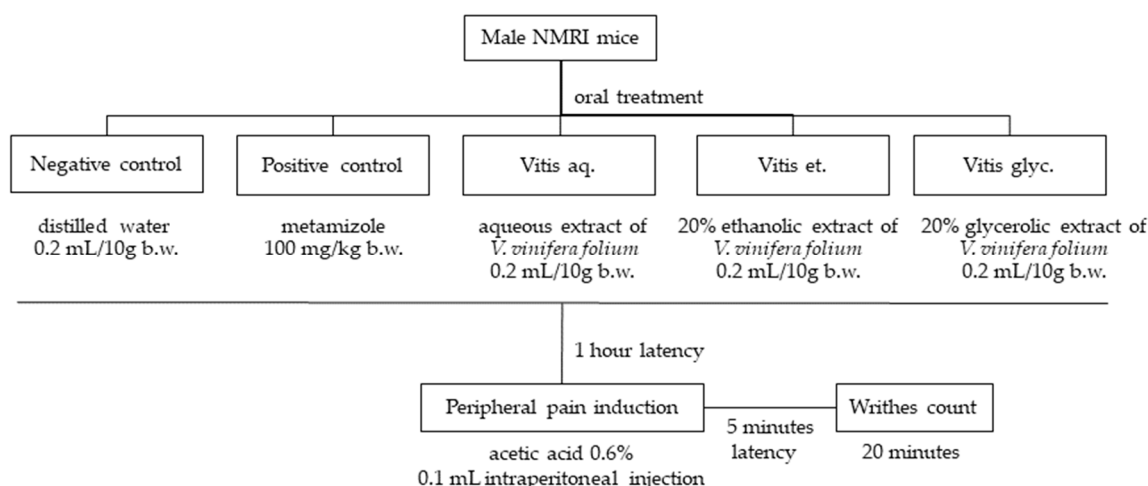 Male NMRI mice
oral treatment
Negative control
Positive control
Vitis aq.
Vitis et.
Vitis glyc.
distilled water
0.2 mL/10g b.w.
metamizole
100 mg/kg b.w.
aqueous extract of
V. vinifera folium
0.2 mL/10g b.w.
20% ethanolic extract of
V. vinifera folium
0.2 mL/10g b.w.
20% glycerolic extract of
V. vinifera folium
0.2 mL/10g b.w.
1 hour latency
Peripheral pain induction
5 minutes
latency
Writhes count
acetic acid 0.6%
0.1 mL intraperitoneal injection
20 minutes